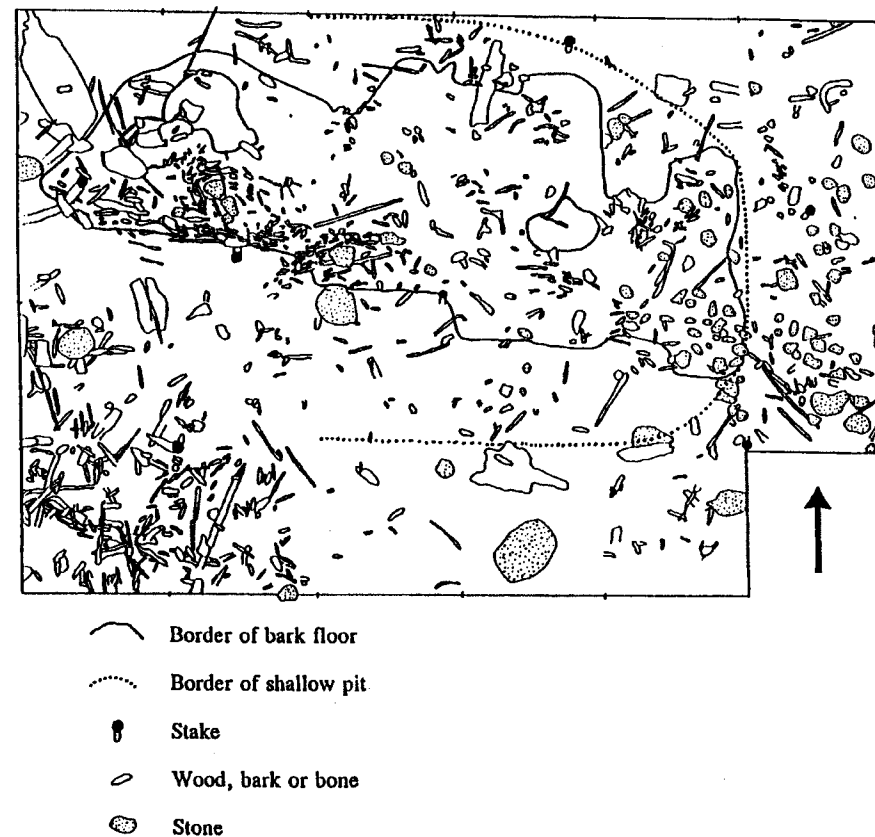 Border of bark floor
Border of shallow pit
Stake
Wood, bark or bone
Stone